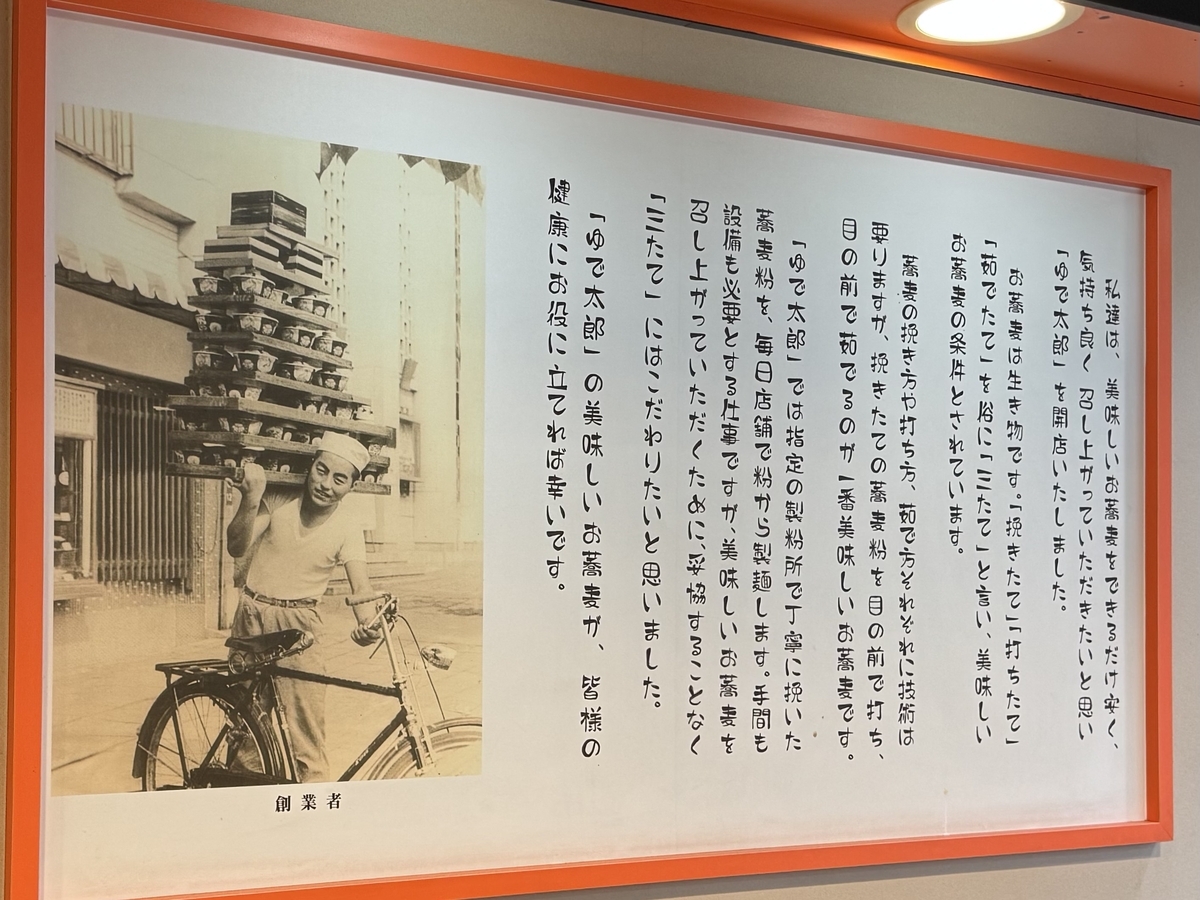 私達は、美味しいお蕎麦をできるだけ安く、
気持ち良く召し上がっていただきたいと思い
「ゆで太郎」を開店いたしました。
お蕎麦は生き物です。「挽きたて」「打ちたて」
「茹でたて」を俗に「三たて」と言い、美味しい
お蕎麦の条件とされています。
蕎麦の挽き方や打ち方、茹で方それぞれに技術は
要りますが、挽きたての蕎麦粉を目の前で打ち、
目の前で茹でるのが一番美味しいお蕎麦です。
「ゆで太郎」では指定の製粉所で丁寧に挽いた
蕎麦粉を、毎日店舗で粉から製麺します。手間も
設備も必要とする仕事ですが、美味しいお蕎麦を
召し上がっていただくために、妥協することなく
「三たて」にはこだわりたいと思いました。
「ゆで太郎」の美味しいお蕎麦が、皆様の
健康にお役に立てれば幸いです。
創業者